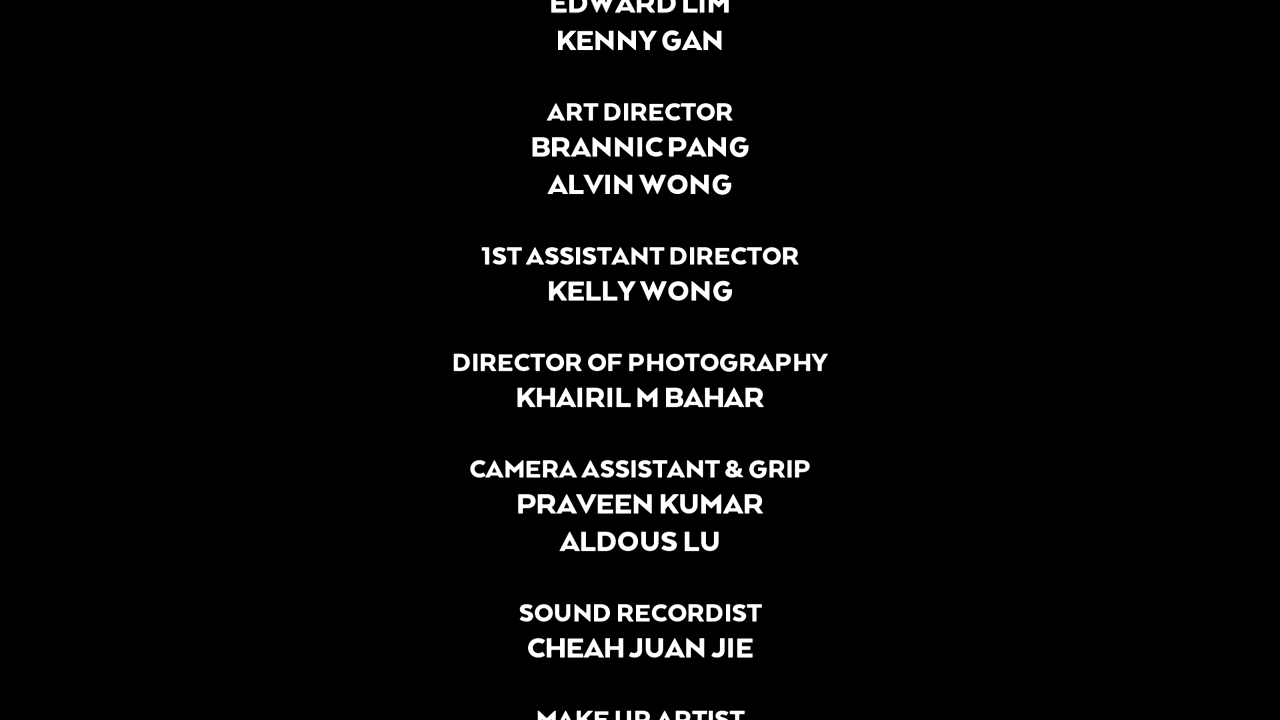 EDWARD LIM
KENNY GAN
ART DIRECTOR
BRANNIC PANG
ALVIN WONG
1ST ASSISTANT DIRECTOR
KELLY WONG
DIRECTOR OF PHOTOGRAPHY
KHAIRIL M BAHAR
CAMERA ASSISTANT & GRIP
PRAVEEN KUMAR
ALDOUS LU
SOUND RECORDIST
CHEAH JUAN JIE
MAKE UP ARTIST